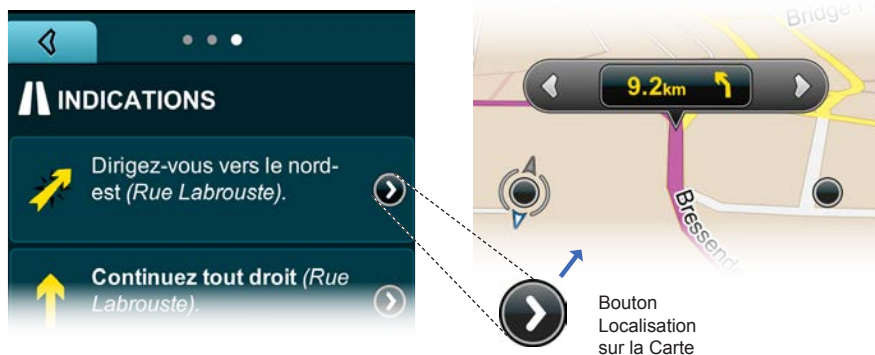 INDICATIONS
Dirigez-vous vers le nord-
est (Rue Labrouste).
Continuez tout droit (Rue
Labrouste).
Bridge
9.2km
Bressend
Bouton
Localisation
sur la Carte